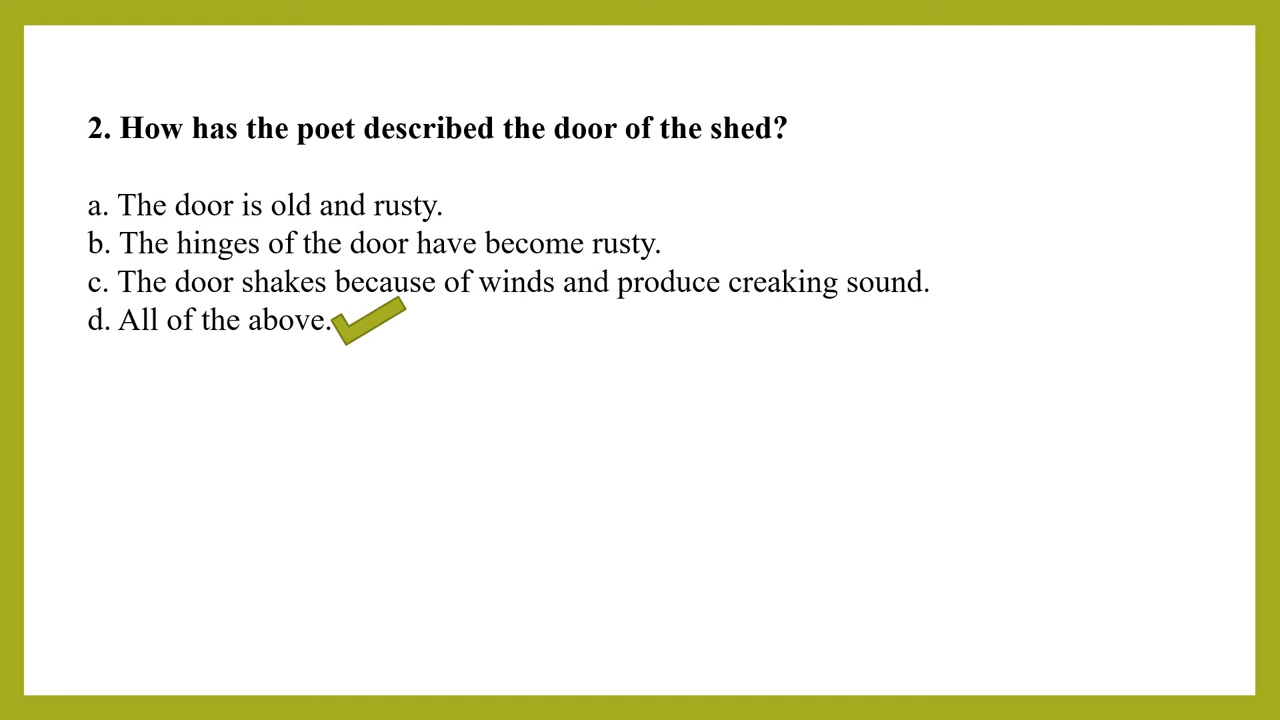 2. How has the poet described the door of the shed?
a. The door is old and rusty.
b. The hinges of the door have become rusty.
c. The door shakes because of winds and produce creaking sound.
d. All of the above.